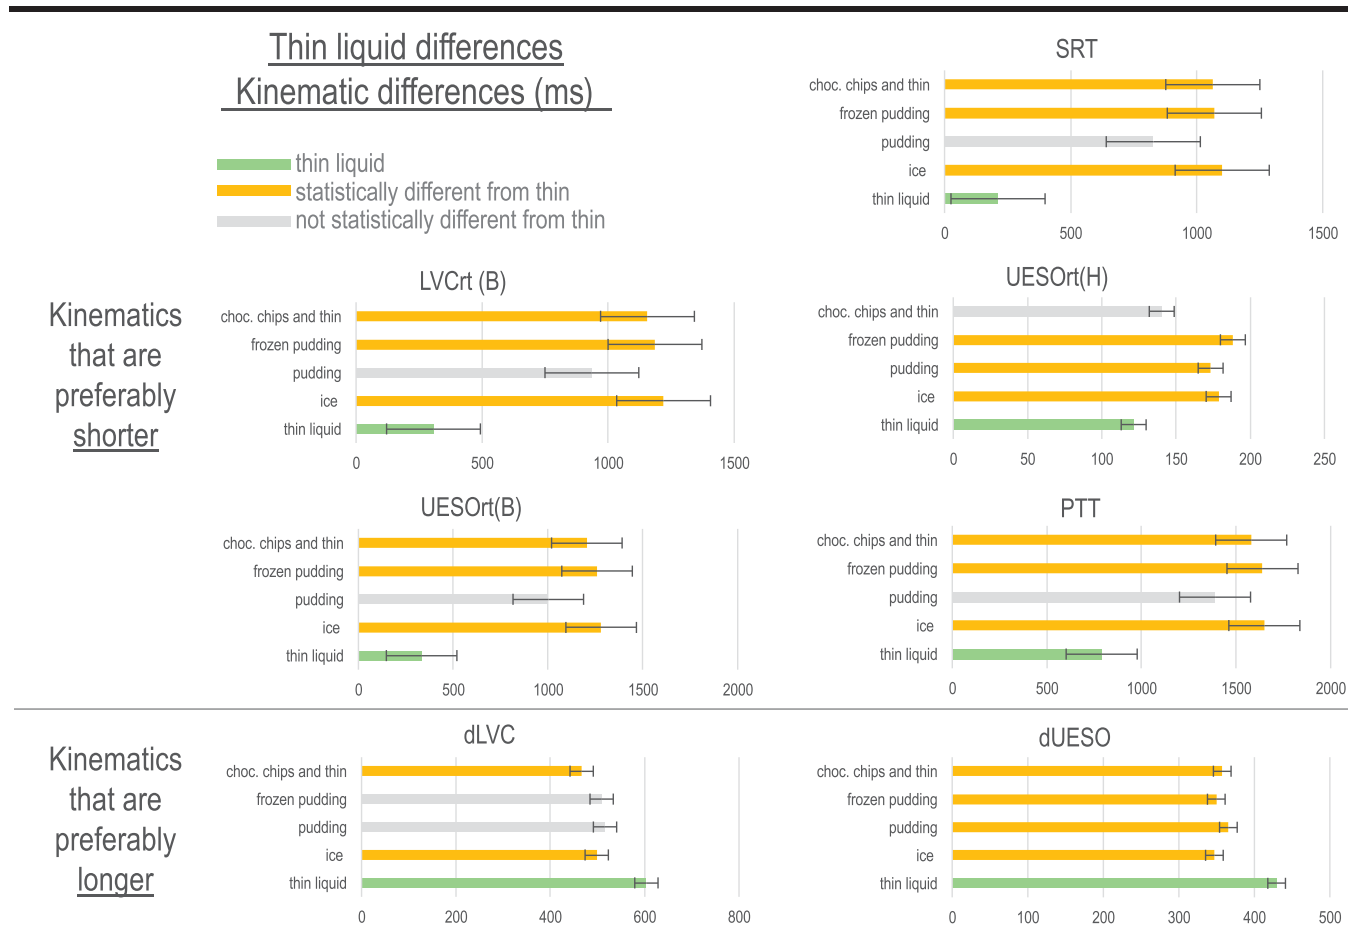 Thin liquid differences
Kinematic differences (ms)
thin liquid
statistically different from thin
not statistically different from thin
SRT
choc. chips and thin
frozen pudding
pudding
ice
thin liquid
0 500 1000 1500
Kinematics
that are
preferably
shorter
LVCrt (B)
choc. chips and thin
frozen pudding
pudding
ice
thin liquid
0 500 1000 1500
UESOrt(H)
choc. chips and thin
frozen pudding
pudding
ice
thin liquid
0 50 100 150 200 250
UESOrt(B)
choc. chips and thin
frozen pudding
pudding
ice
thin liquid
0 500 1000 1500 2000
PTT
choc. chips and thin
frozen pudding
pudding
ice
thin liquid
0 500 1000 1500 2000
Kinematics
that are
preferably
longer
dLVC
choc. chips and thin
frozen pudding
pudding
ice
thin liquid
0 200 400 600 800
dUESO
choc. chips and thin
frozen pudding
pudding
ice
thin liquid
0 100 200 300 400 500